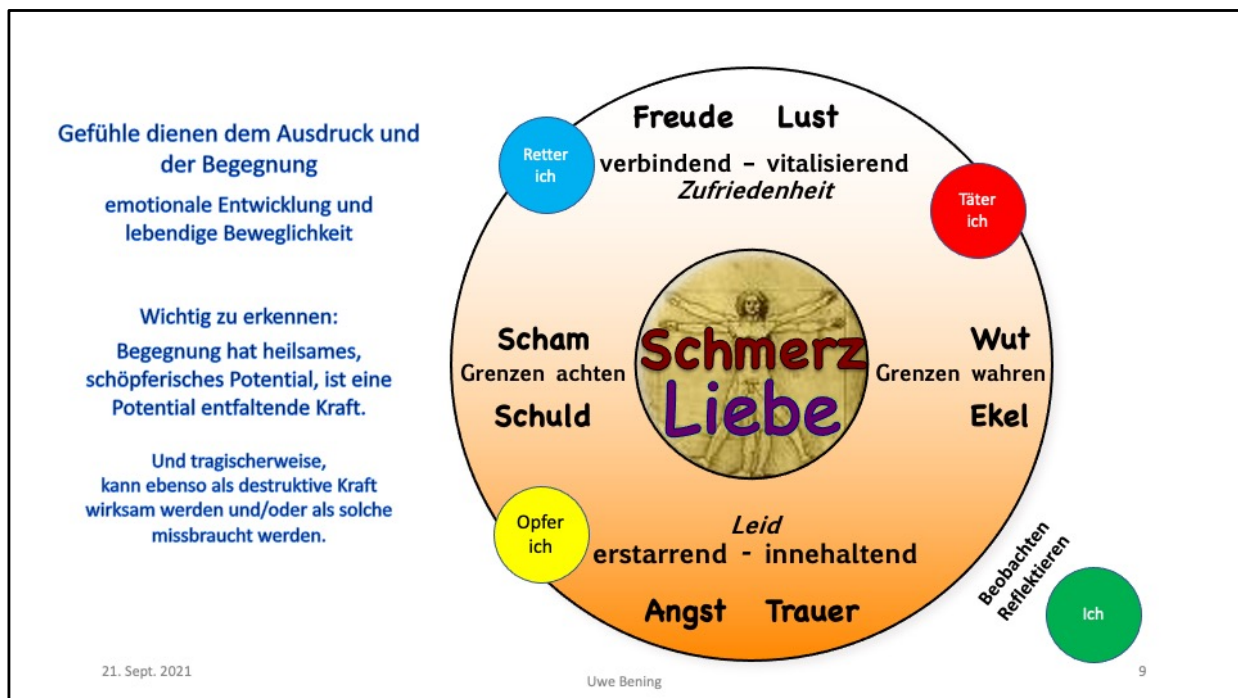 Gefühle dienen dem Ausdruck und
der Begegnung
emotionale Entwicklung und
lebendige Beweglichkeit
Wichtig zu erkennen:
Begegnung hat heilsames,
schöpferisches Potential, ist eine
Potential entfaltende Kraft.
Und tragischerweise,
kann ebenso als destruktive Kraft
wirksam werden und/oder als solche
missbraucht werden.
Freude Lust
verbindend – vitalisierend
Zufriedenheit
Retter
ich
Täter
ich
Scham
Grenzen achten
Schuld
Schmerz
Liebe
Wut
Grenzen wahren
Ekel
Opfer
ich
Leid
erstarrend - innehaltend
Angst Trauer
Beobachten
Reflektieren
Ich
21. Sept. 2021
Uwe Bening
9